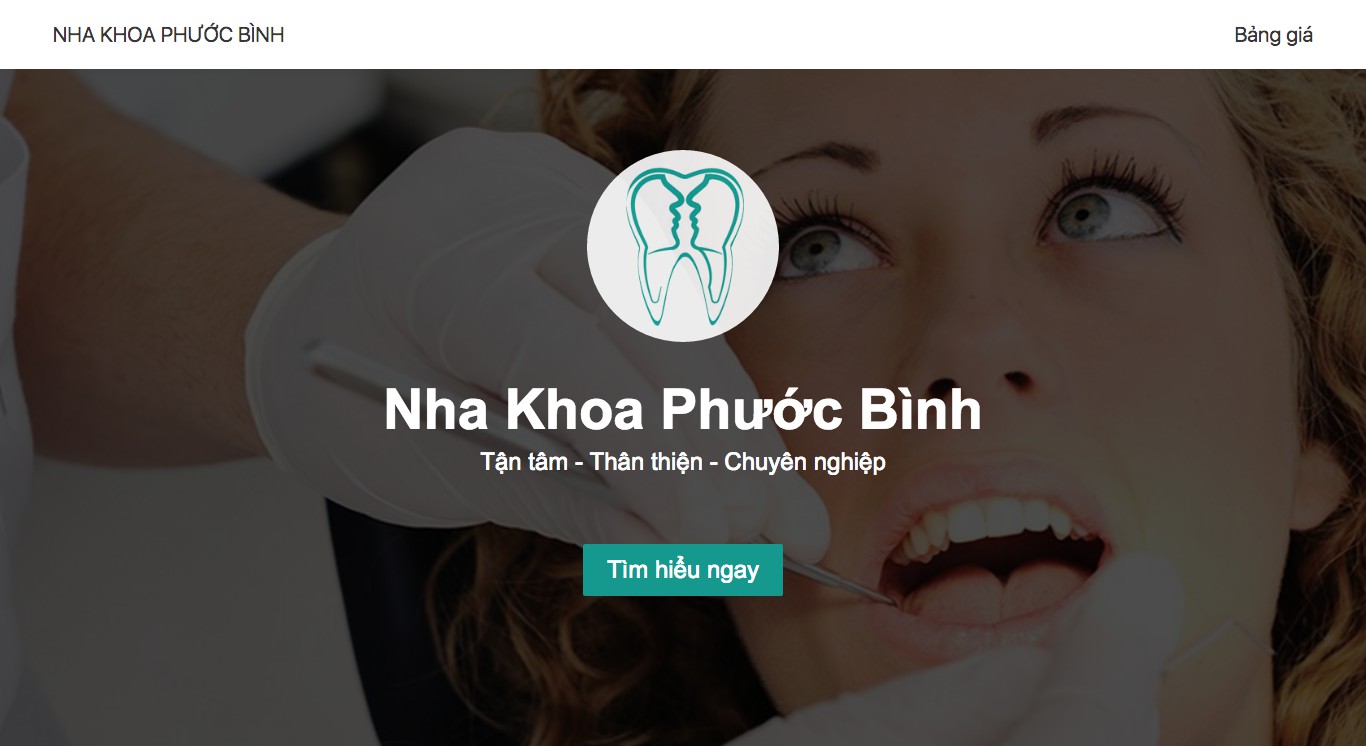 NHA KHOA PHƯỚC BÌNH
Bảng giá
Nha Khoa Phước Bình
Tận tâm - Thân thiện - Chuyên nghiệp
Tìm hiểu ngay